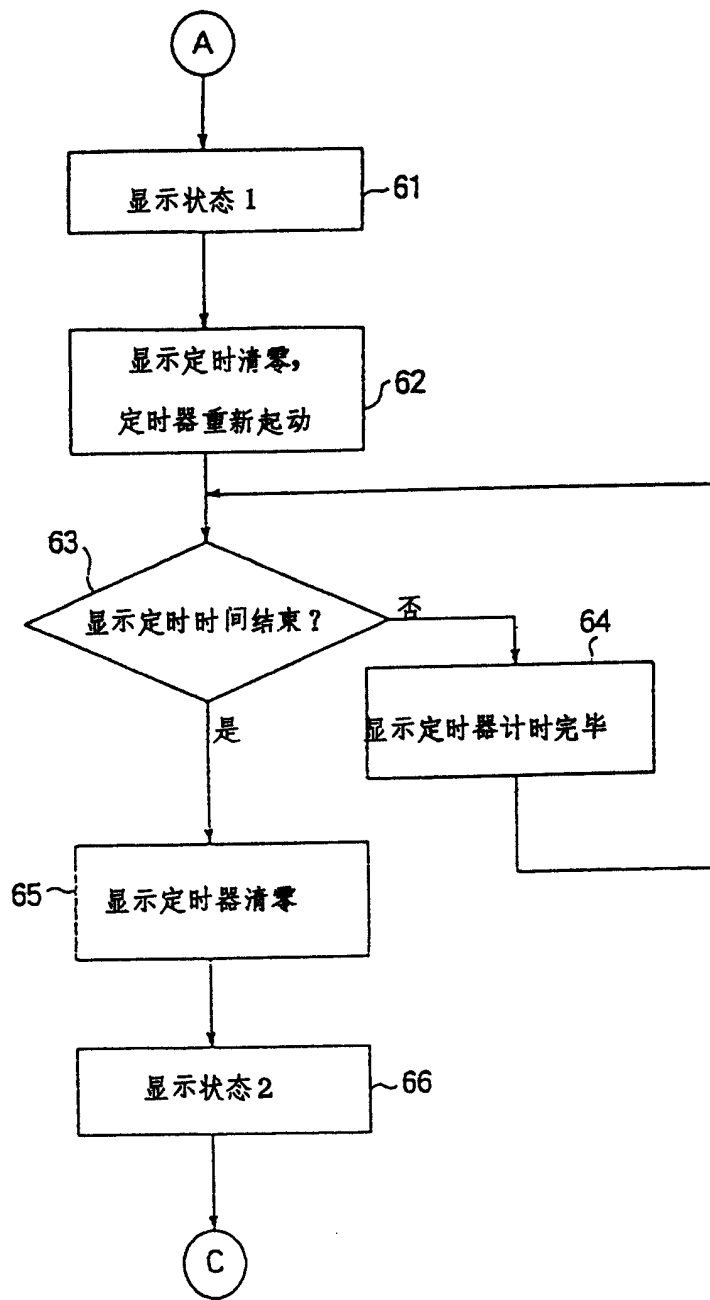 A
显示状态1
61
显示定时清零,
定时器重新起动
62
63
显示定时时间结束?
否
64
显示定时器计时完毕
是
65
显示定时器清零
显示状态2
66
C